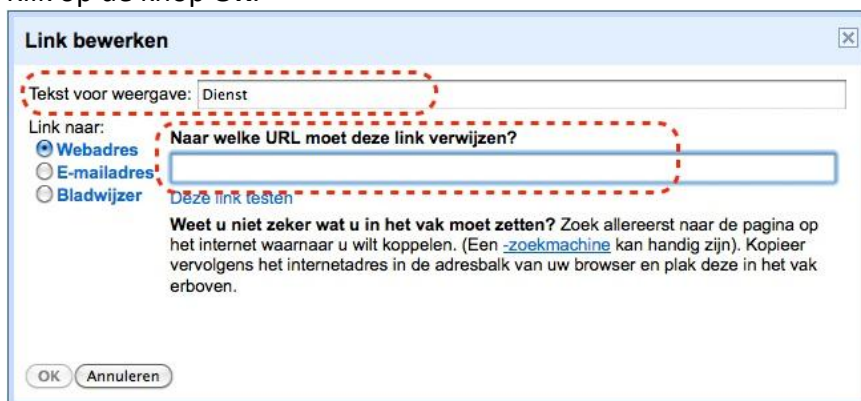 Link bewerken
Tekst voor weergave: Dienst
Link naar:
Webadres
E-mailadres
Bladwijzer
Naar welke URL moet deze link verwijzen?
Deze link testen
Weet u niet zeker wat u in het vak moet zetten? Zoek allereerst naar de pagina op
het internet waarnaar u wilt koppelen. (Een -zoekmachine kan handig zijn). Kopieer
vervolgens het internetadres in de adresbalk van uw browser en plak deze in het vak
erboven.
OK Annuleren